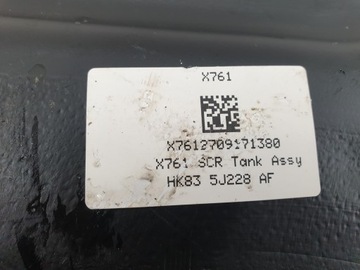 X761
X7612709171380
X761 SCR Tank Assy
HK83 5J228 AF